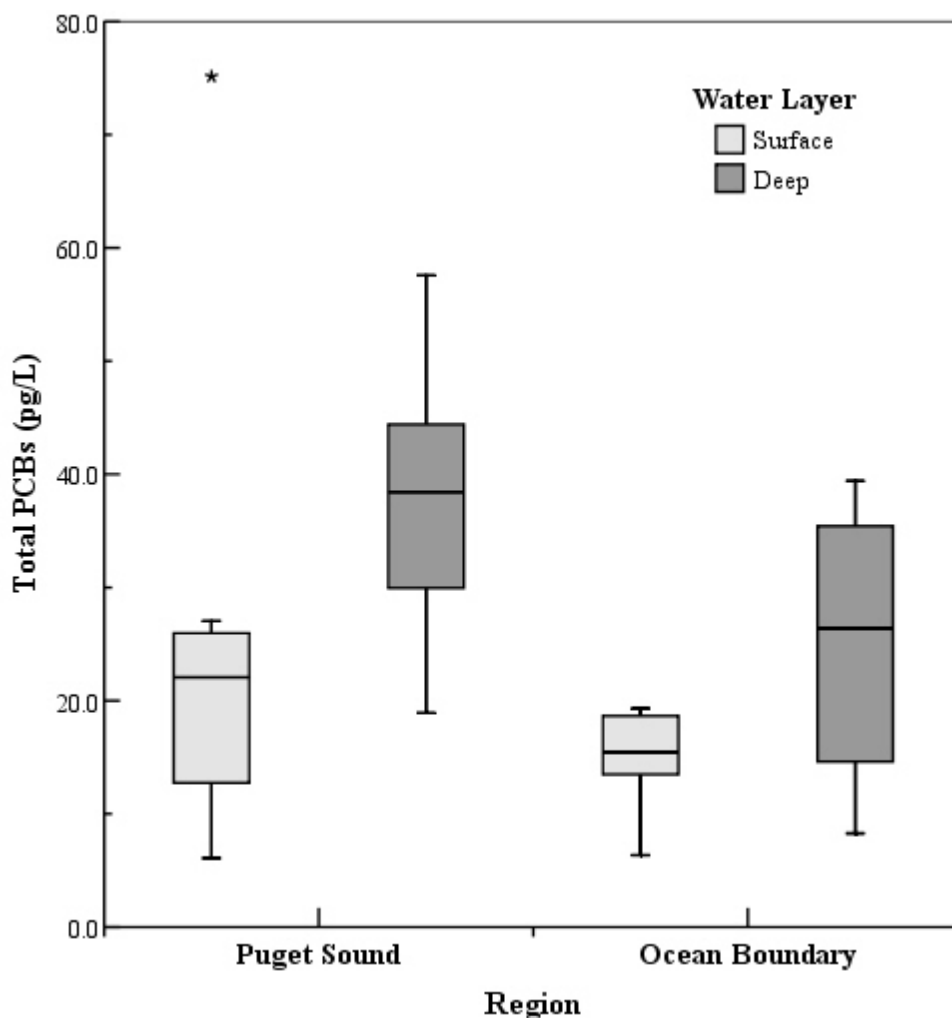 80.0
60.0
40.0
20.0
0.0
Total PCBs (pg/L)
*
Water Layer
Surface
Deep
Puget Sound
Ocean Boundary
Region